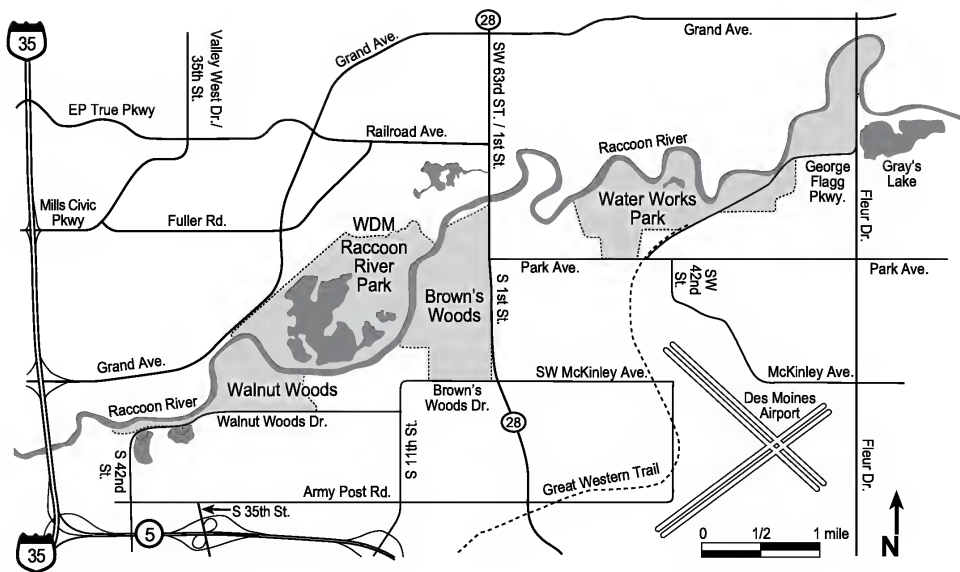 35
28
Valley West Dr./
35th St.
Grand Ave.
SW 63rd ST. / 1st St.
Grand Ave.
EP True Pkwy
Railroad Ave.
Raccoon River
George
Flagg
Pkwy.
Gray's
Lake
Mills Civic
Pkwy
Fuller Rd.
WDM
Raccoon
River
Park
Water Works
Park
Fleur Dr.
Brown's
Woods
S 1st St.
Park Ave.
SW
42nd
St.
Park Ave.
Grand Ave.
Walnut Woods
SW McKinley Ave.
McKinley Ave.
Brown's
Woods Dr.
Raccoon River
Walnut Woods Dr.
Des Moines
Airport
28
S 42nd
St.
S 11th St.
Fleur Dr.
Great Western Trail
Army Post Rd.
S 35th St.
5
35
0 1/2 1 mile
N